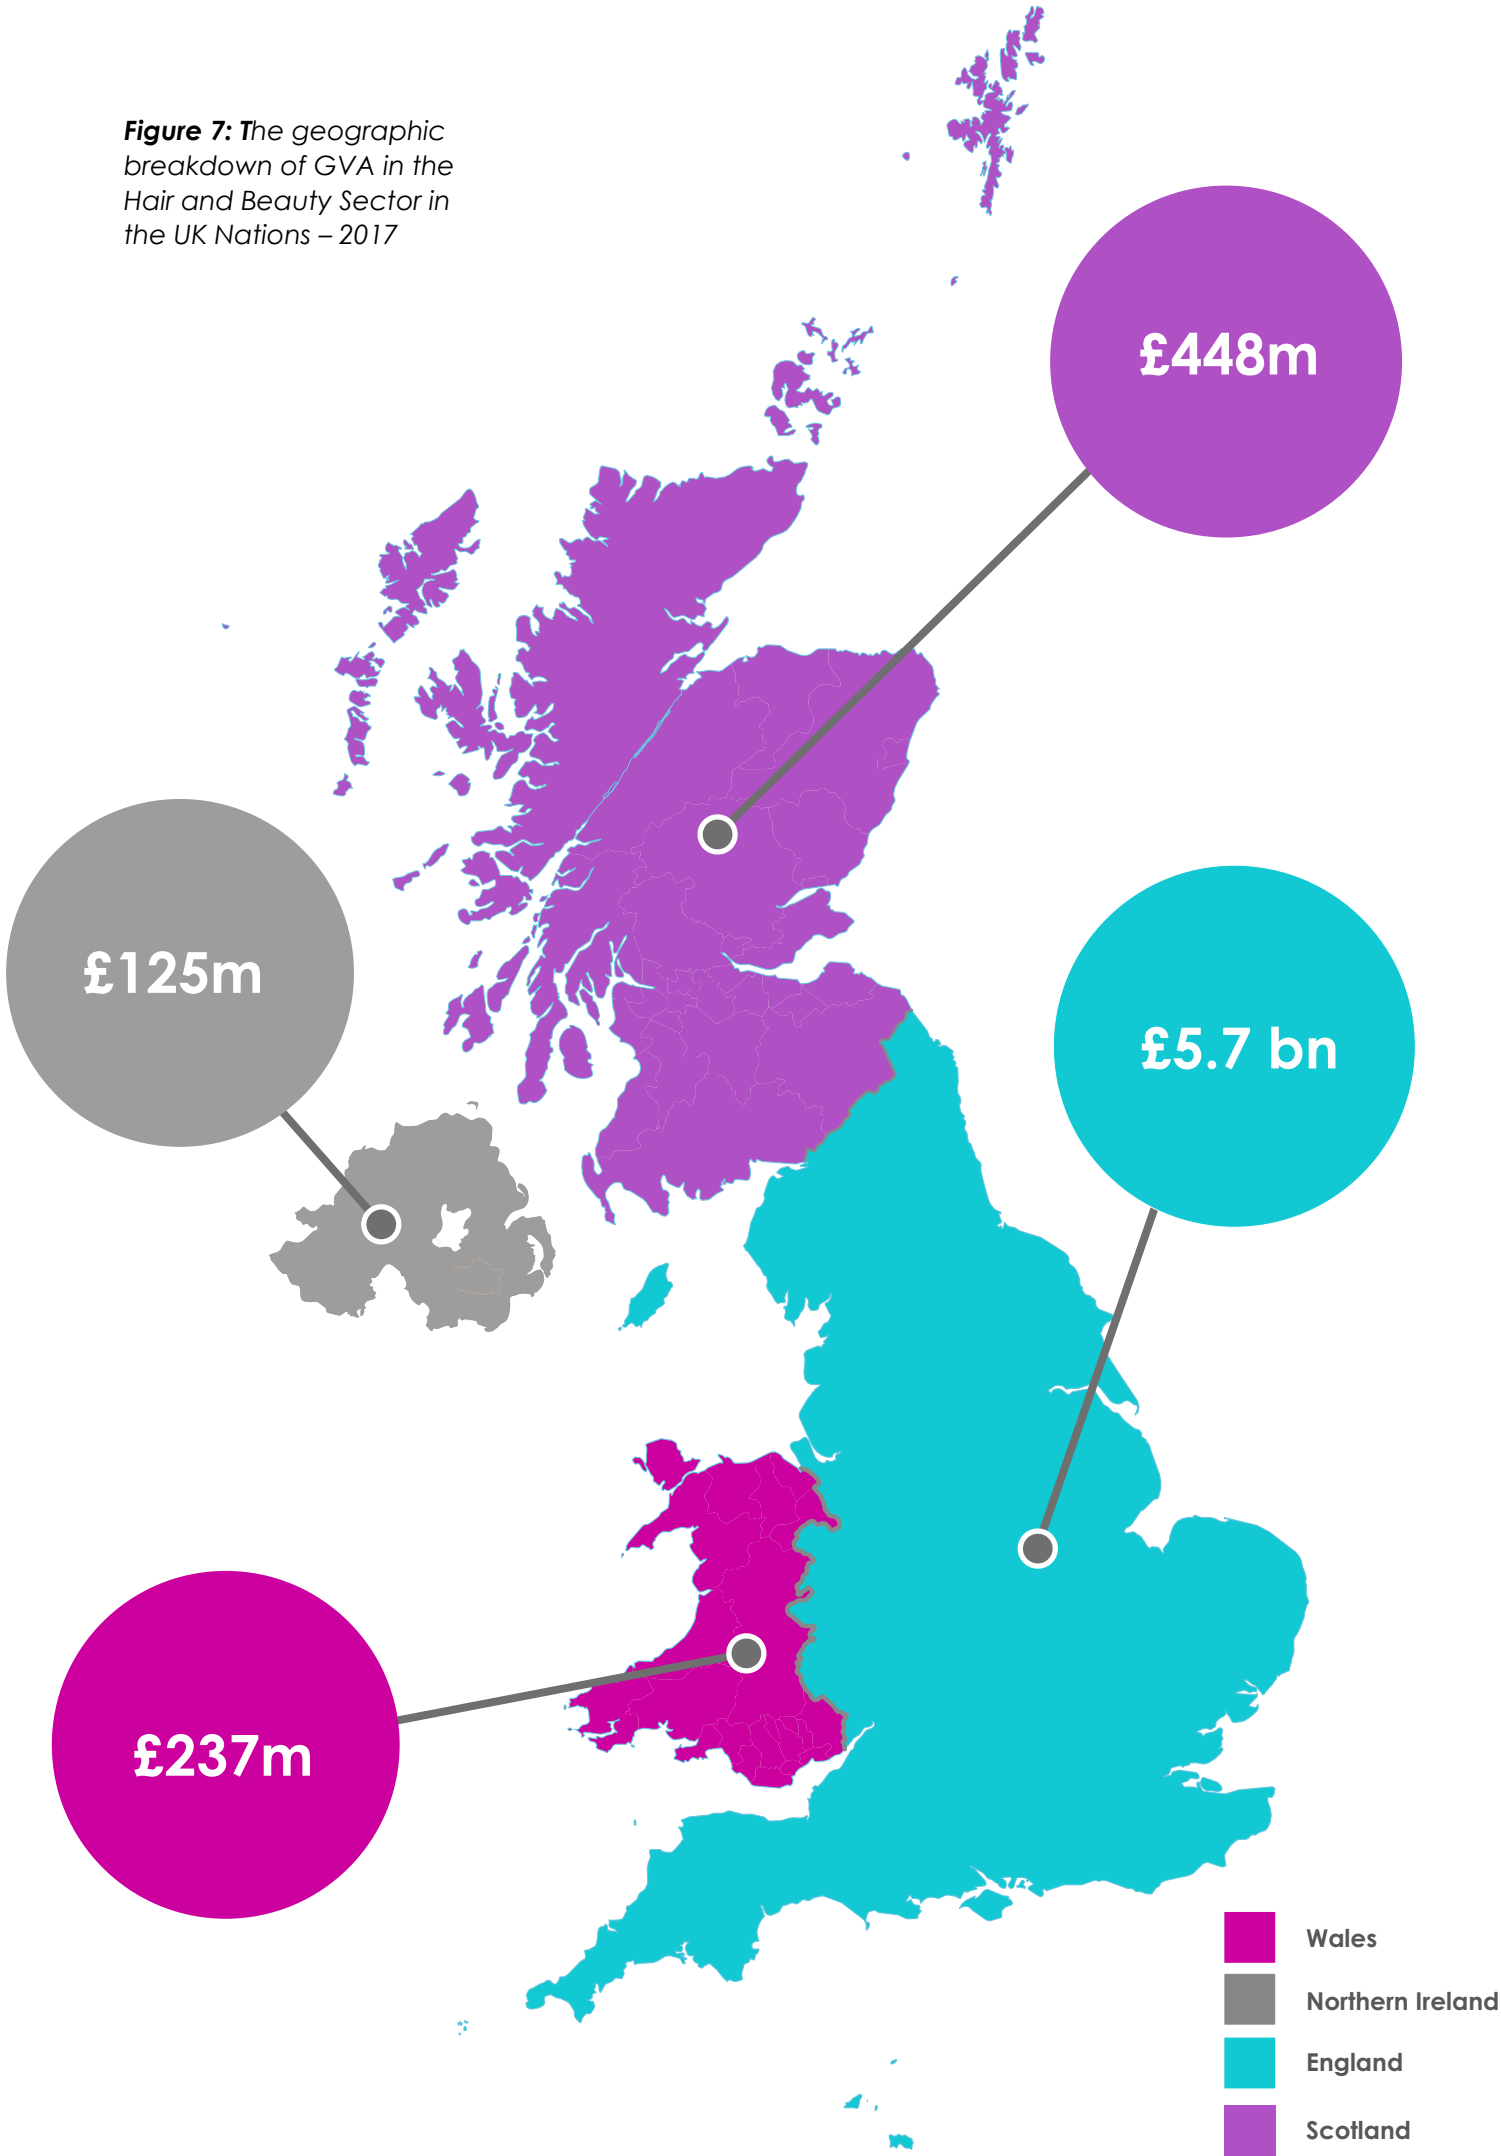 Figure 7: The geographic
breakdown of GVA in the
Hair and Beauty Sector in
the UK Nations – 2017
£448m
£125m
£5.7 bn
£237m
Wales
Northern Ireland
England
Scotland